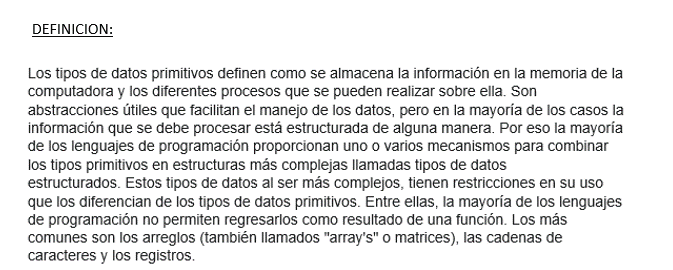 DEFINICION:
Los tipos de datos primitivos definen como se almacena la información en la memoria de la
computadora y los diferentes procesos que se pueden realizar sobre ella. Son
abstracciones útiles que facilitan el manejo de los datos, pero en la mayoría de los casos la
información que se debe procesar está estructurada de alguna manera. Por eso la mayoría
de los lenguajes de programación proporcionan uno o varios mecanismos para combinar
los tipos primitivos en estructuras más complejas llamadas tipos de datos
estructurados. Estos tipos de datos al ser más complejos, tienen restricciones en su uso
que los diferencian de los tipos de datos primitivos. Entre ellas, la mayoría de los lenguajes
de programación no permiten regresarlos como resultado de una función. Los más
comunes son los arreglos (también llamados "array's" o matrices), las cadenas de
caracteres y los registros.